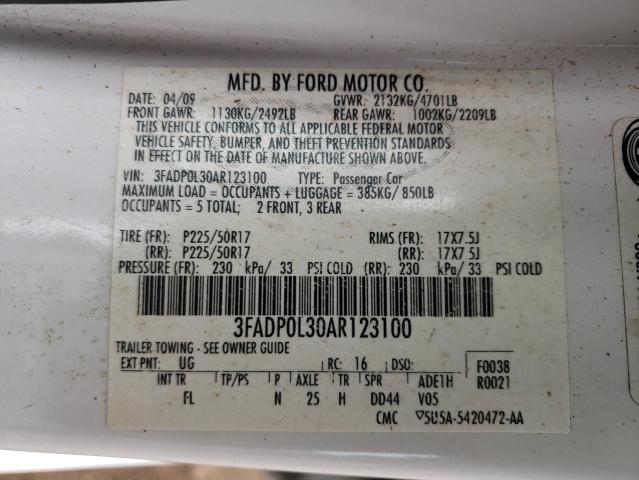 MFD. BY FORD MOTOR CO.
DATE: 04/09 GVWR: 2132KG/4701LB
FRONT GAWR: 1130KG/2492LB REAR GAWR: 1002KG/2209LB
THIS VEHICLE CONFORMS TO ALL APPLICABLE FEDERAL MOTOR
VEHICLE SAFETY, BUMPER, AND THEFT PREVENTION STANDARDS
IN EFFECT ON THE DATE OF MANUFACTURE SHOWN ABOVE.
VIN: 3FADP0L30AR123100 TYPE: Passenger Car
MAXIMUM LOAD = OCCUPANTS + LUGGAGE = 385KG/ 850LB
OCCUPANTS = 5 TOTAL; 2 FRONT, 3 REAR
TIRE (FR): P225/50R17 RIMS (FR): 17X7.5J
(RR): P225/50R17 (RR): 17X7.5J
PRESSURE (FR): 230 kPa/ 33 PSI COLD (RR): 230 kPa/ 33 PSI COLD
3FADP0L30AR123100
TRAILER TOWING - SEE OWNER GUIDE
EXT PNT: UG RC: 16 DSO: F0038
INT TR TP/PS P AXLE TR SPR ADE1H R0021
FL N 25 H DD44 V05
CMC ▽5U5A-5420472-AA